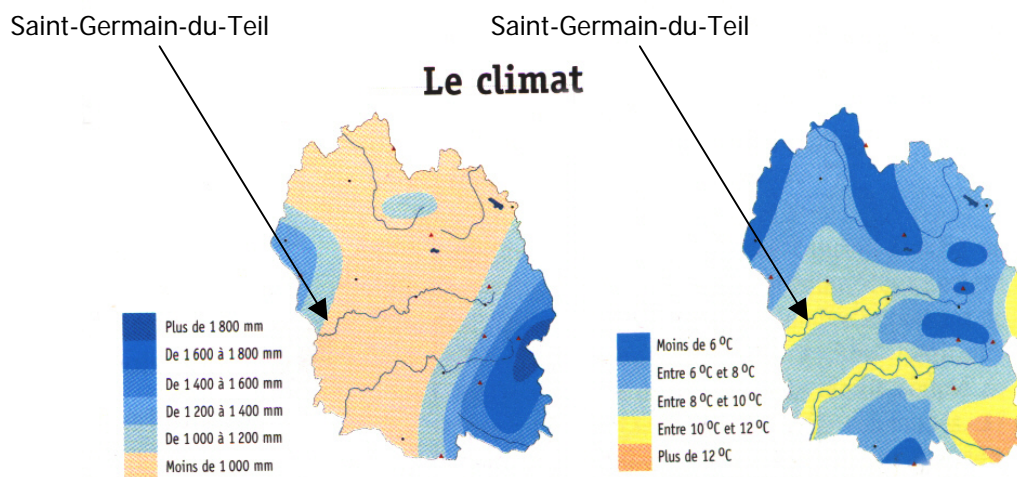 Saint-Germain-du-Teil
Saint-Germain-du-Teil
Le climat
Plus de 1 800 mm
De 1 600 à 1 800 mm
De 1 400 à 1 600 mm
De 1 200 à 1 400 mm
De 1 000 à 1 200 mm
Moins de 1 000 mm
Moins de 6 °C
Entre 6 °C et 8 °C
Entre 8 °C et 10 °C
Entre 10 °C et 12 °C
Plus de 12 °C